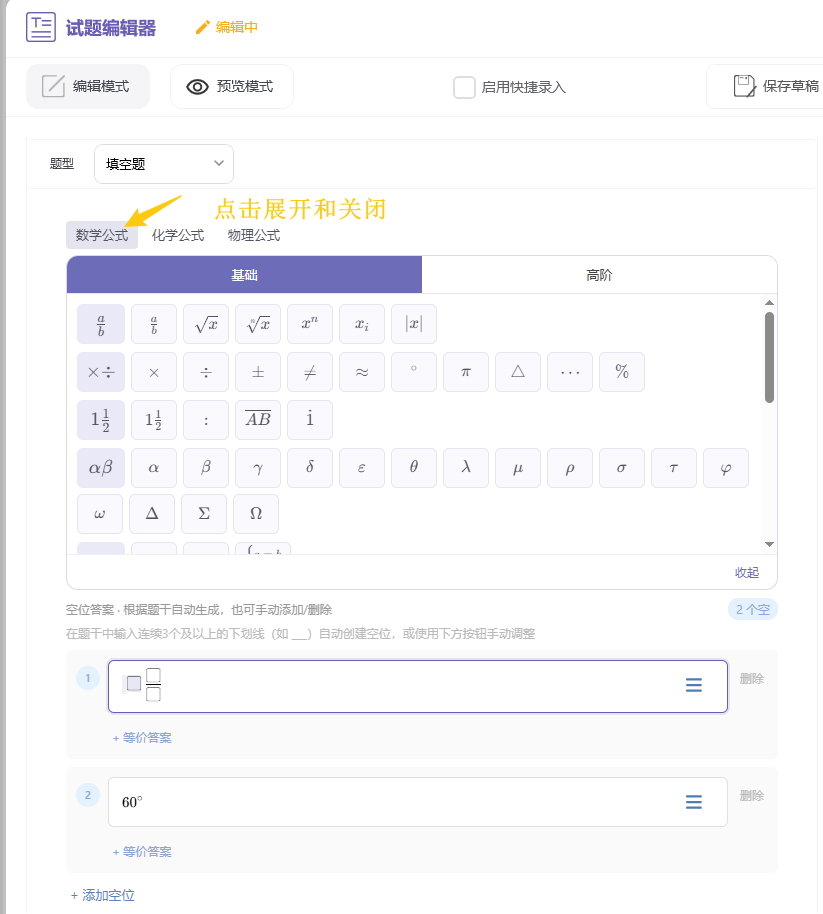 试题编辑器 编辑中
编辑模式 预览模式 启用快捷录入 保存草稿
题型 填空题
点击展开和关闭
数学公式 化学公式 物理公式
基础 高阶
a/b a/b √x ⁿ√x xⁿ xᵢ |x|
×÷ × ÷ ± ≠ ≈ ° π △ ⋯ %
1 1/2 1 1/2 : A̅B̅ 1̇
αβ α β γ δ ε θ λ μ ρ σ τ φ
ω Δ Σ Ω
收起
空位答案 · 根据题干自动生成，也可手动添加/删除 2 个空
在题干中输入连续3个及以上的下划线（如 ___）自动创建空位，或使用下方按钮手动调整
1 删除
+ 等价答案
2 60° 删除
+ 等价答案
+ 添加空位